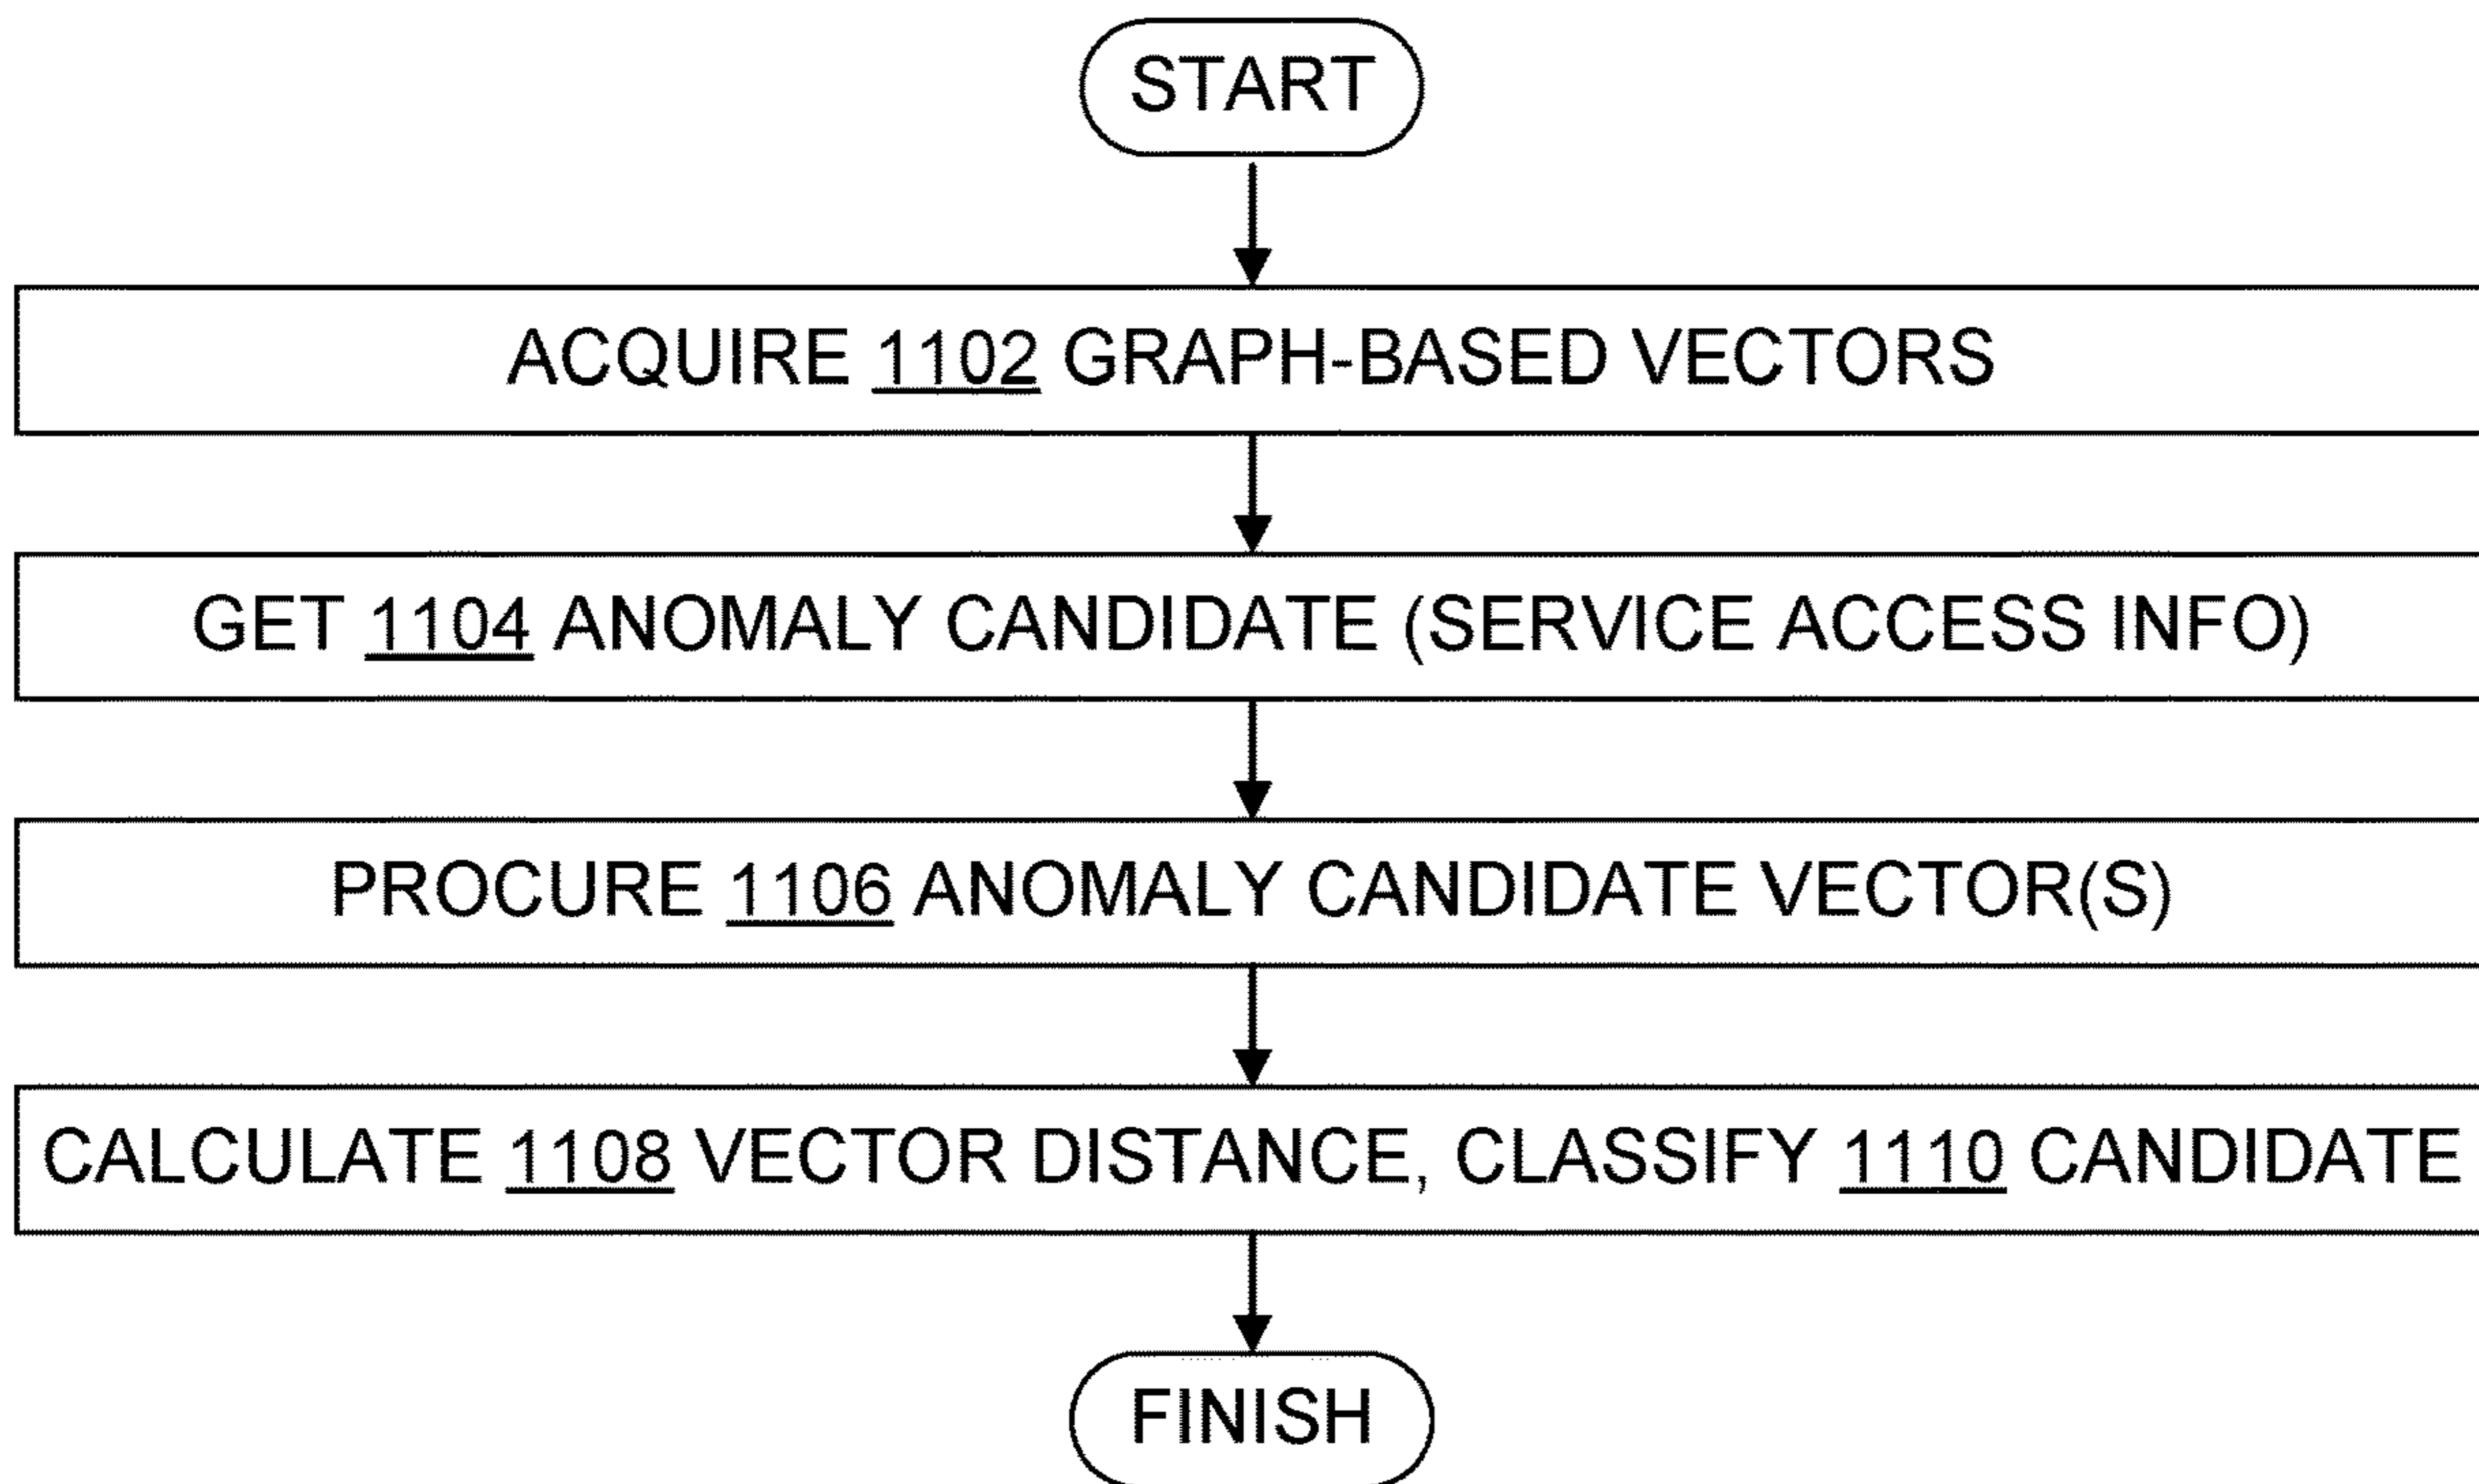 START
ACQUIRE 1102 GRAPH-BASED VECTORS
GET 1104 ANOMALY CANDIDATE (SERVICE ACCESS INFO)
PROCURE 1106 ANOMALY CANDIDATE VECTOR(S)
CALCULATE 1108 VECTOR DISTANCE, CLASSIFY 1110 CANDIDATE
FINISH